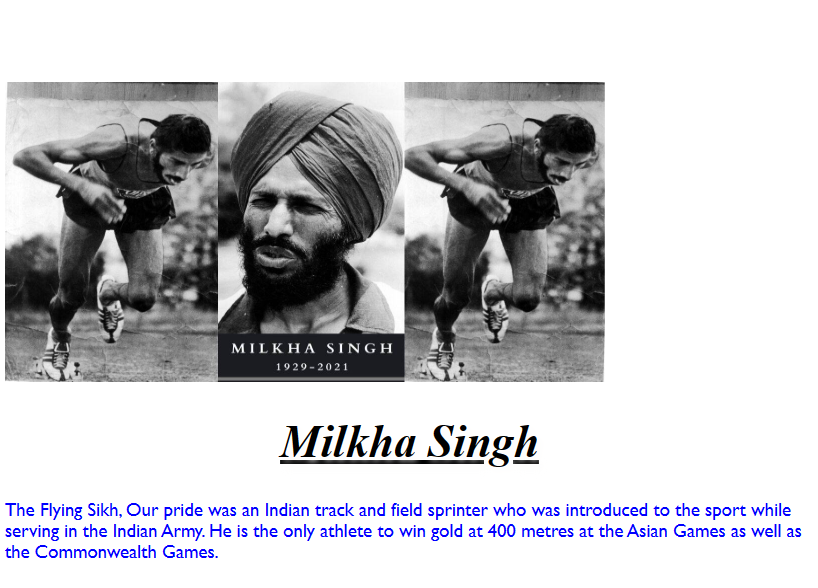 MILKHA SINGH
1929-2021
Milkha Singh
The Flying Sikh, Our pride was an Indian track and field sprinter who was introduced to the sport while
serving in the Indian Army. He is the only athlete to win gold at 400 metres at the Asian Games as well as
the Commonwealth Games.